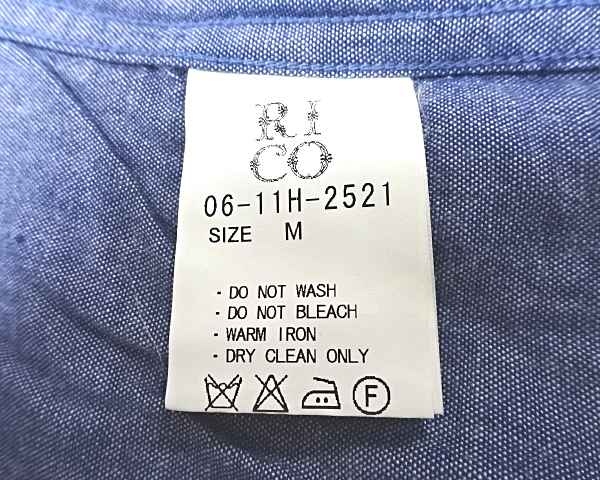 RI
CO
06-11H-2521
SIZE M
· DO NOT WASH
· DO NOT BLEACH
· WARM IRON
· DRY CLEAN ONLY
F